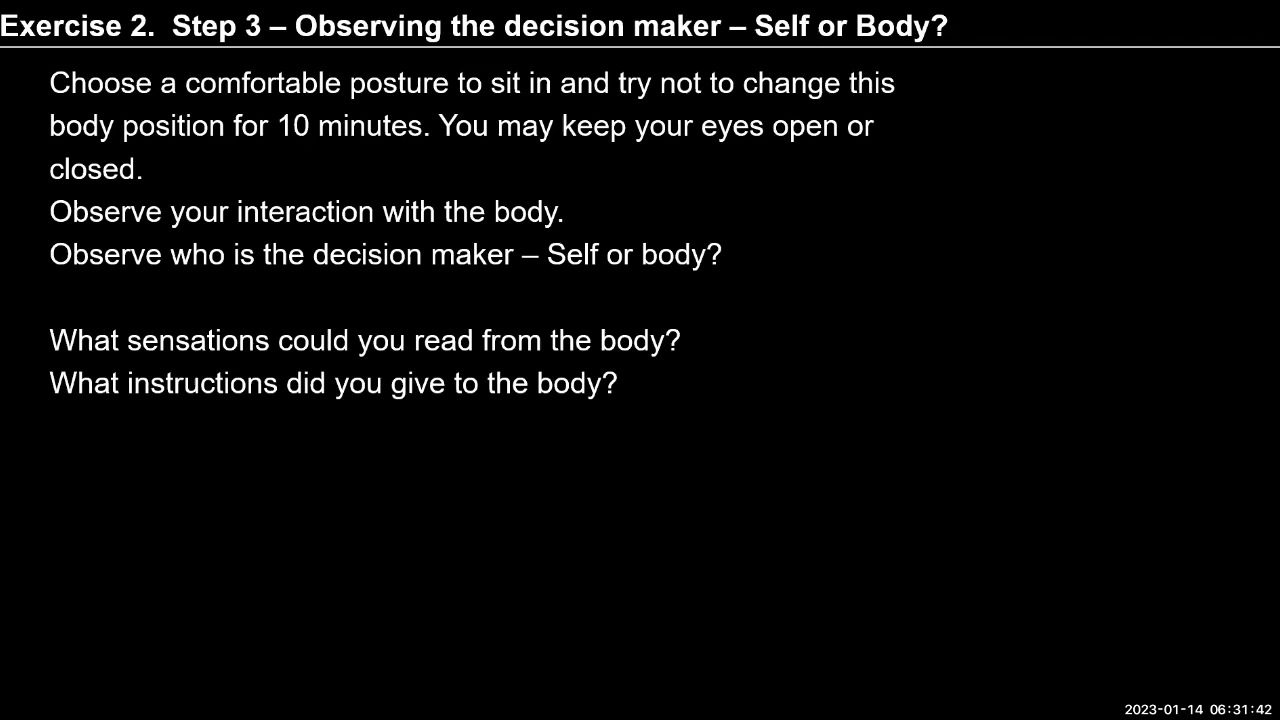 Exercise 2.  Step 3 – Observing the decision maker – Self or Body?
Choose a comfortable posture to sit in and try not to change this
body position for 10 minutes. You may keep your eyes open or
closed.
Observe your interaction with the body.
Observe who is the decision maker – Self or body?
What sensations could you read from the body?
What instructions did you give to the body?
2023-01-14 06:31:42